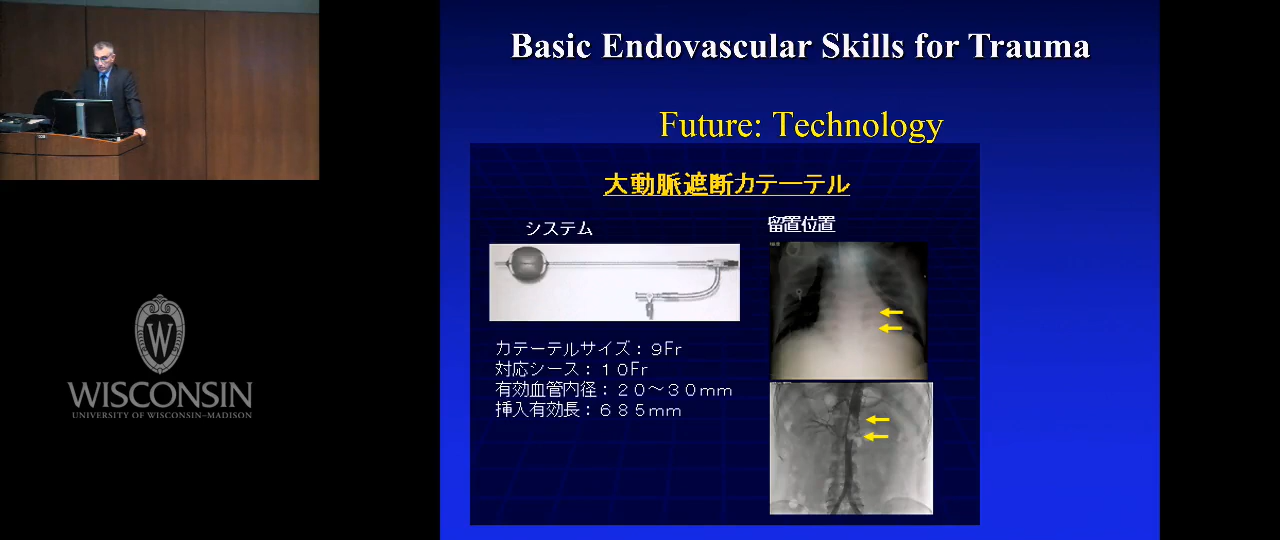 Basic Endovascular Skills for Trauma
Future: Technology
大動脈遮断カテーテル
システム
留置位置
カテーテルサイズ：９Fr
対応シース：１０Fr
有効血管内径：２０～３０mm
挿入有効長：６８５mm
W
WISCONSIN
UNIVERSITY OF WISCONSIN–MADISON